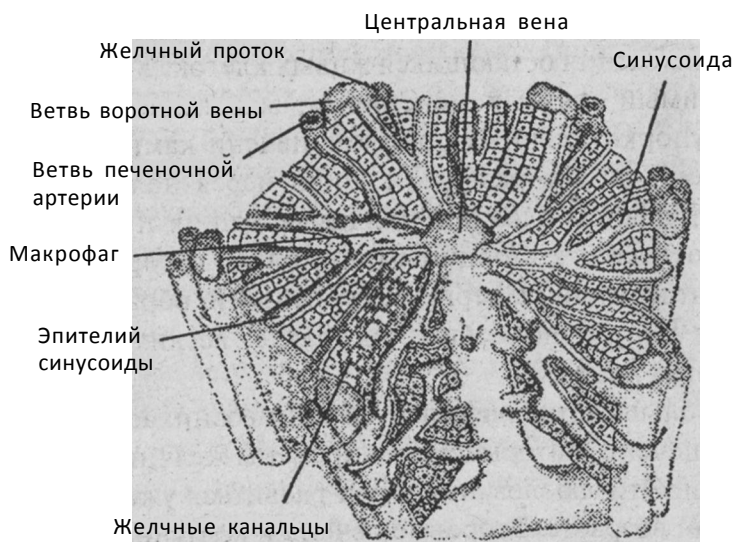 Центральная вена
Желчный проток
Синусоида
Ветвь воротной вены
Ветвь печеночной
артерии
Макрофаг
Эпителий
синусоиды
Желчные канальцы